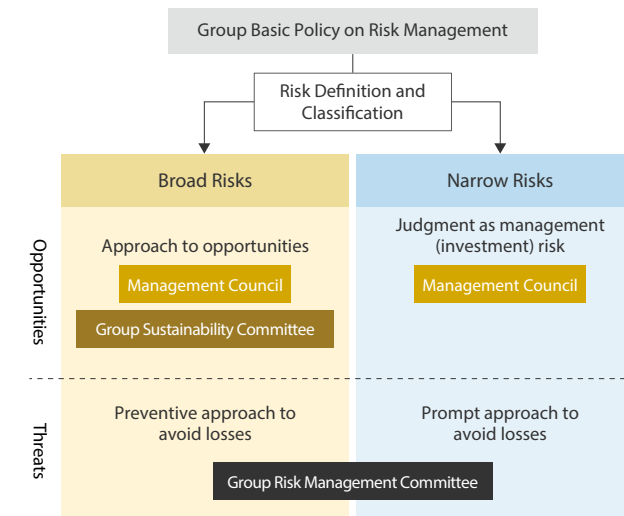 Group Basic Policy on Risk Management
Risk Definition and
Classification
Broad Risks
Narrow Risks
Opportunities
Approach to opportunities
Management Council
Group Sustainability Committee
Judgment as management
(investment) risk
Management Council
Threats
Preventive approach to
avoid losses
Prompt approach to
avoid losses
Group Risk Management Committee